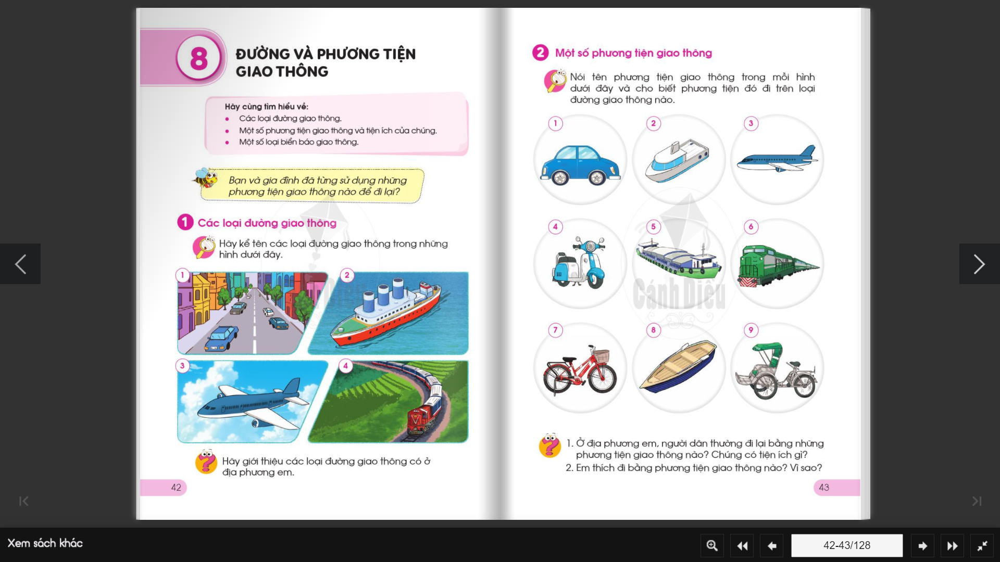 8
ĐƯỜNG VÀ PHƯƠNG TIỆN
GIAO THÔNG
Hãy cùng tìm hiểu về:
● Các loại đường giao thông.
● Một số phương tiện giao thông và tiện ích của chúng.
● Một số loại biển báo giao thông.
Bạn và gia đình đã từng sử dụng những
phương tiện giao thông nào để đi lại?
1 Các loại đường giao thông
Hãy kể tên các loại đường giao thông trong những
hình dưới đây.
1
2
3
4
Hãy giới thiệu các loại đường giao thông có ở
địa phương em.
42
2 Một số phương tiện giao thông
Nói tên phương tiện giao thông trong mỗi hình
dưới đây và cho biết phương tiện đó đi trên loại
đường giao thông nào.
1
2
3
4
5
6
Cánh Diều
7
8
9
1. Ở địa phương em, người dân thường đi lại bằng những
phương tiện giao thông nào? Chúng có tiện ích gì?
2. Em thích đi bằng phương tiện giao thông nào? Vì sao?
43
Xem sách khác
42-43/128